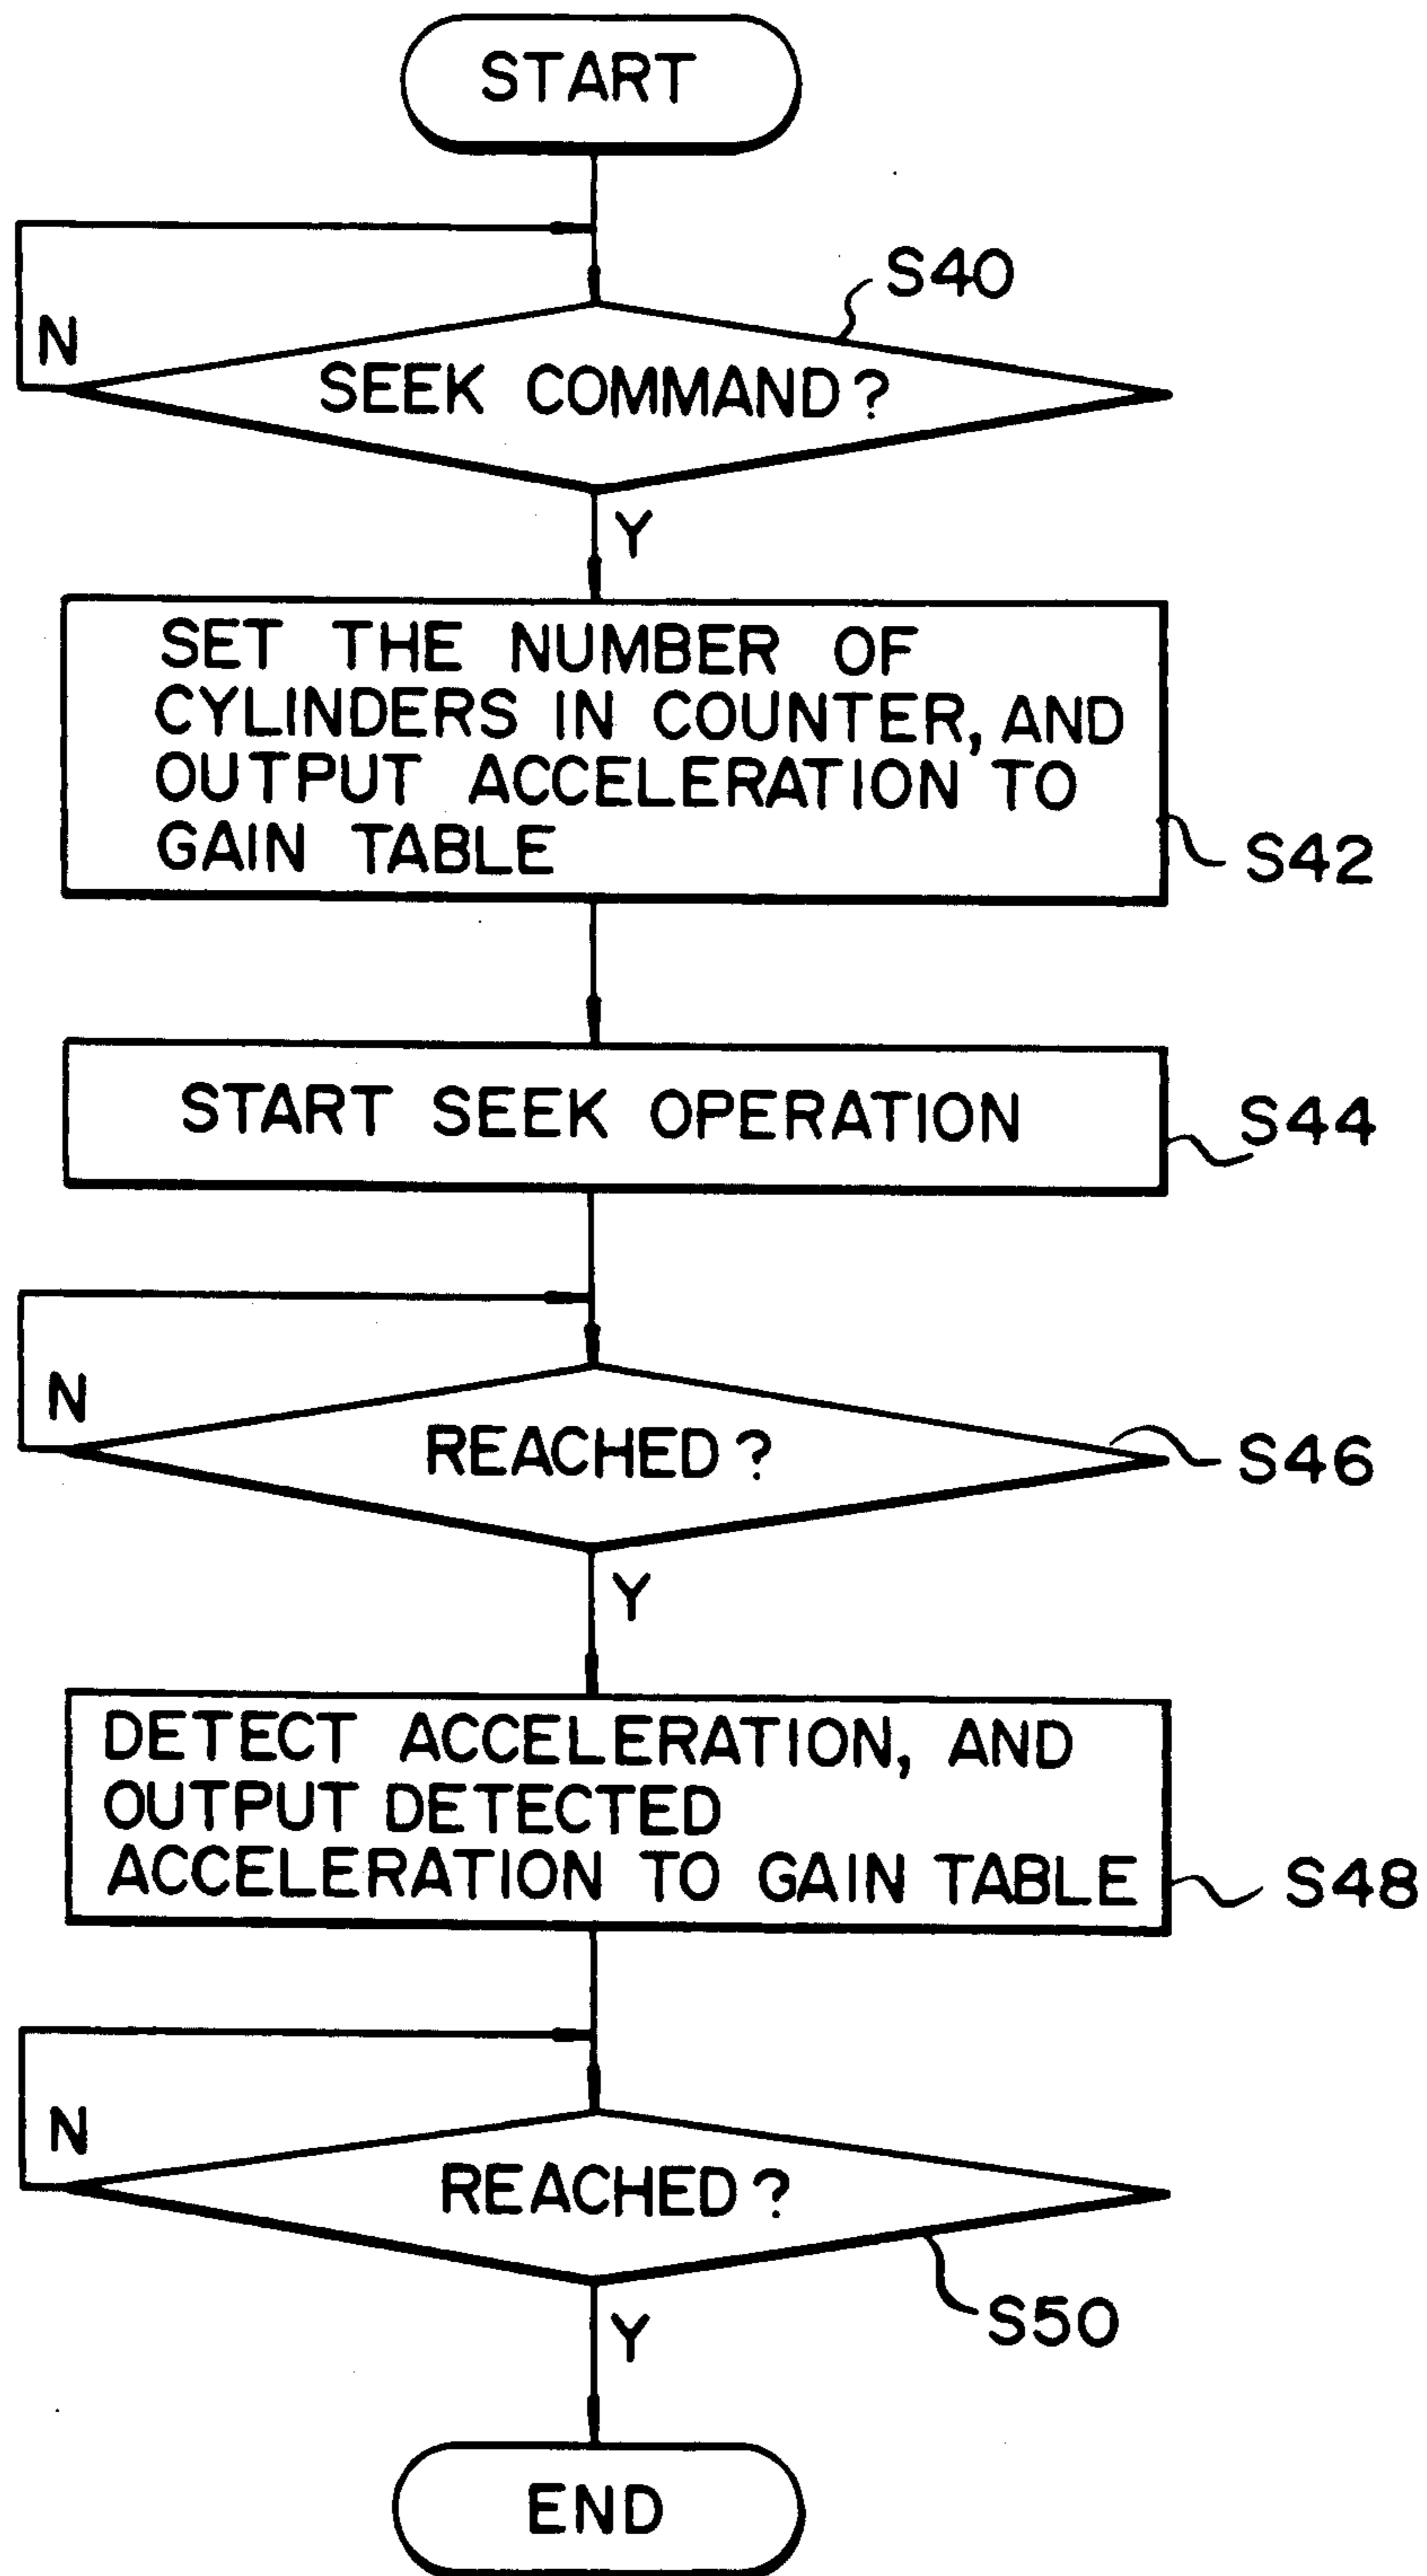 START
S40
N
SEEK COMMAND?
Y
SET THE NUMBER OF
CYLINDERS IN COUNTER, AND
OUTPUT ACCELERATION TO
GAIN TABLE
S42
START SEEK OPERATION
S44
N
REACHED?
S46
Y
DETECT ACCELERATION, AND
OUTPUT DETECTED
ACCELERATION TO GAIN TABLE
S48
N
REACHED?
S50
Y
END